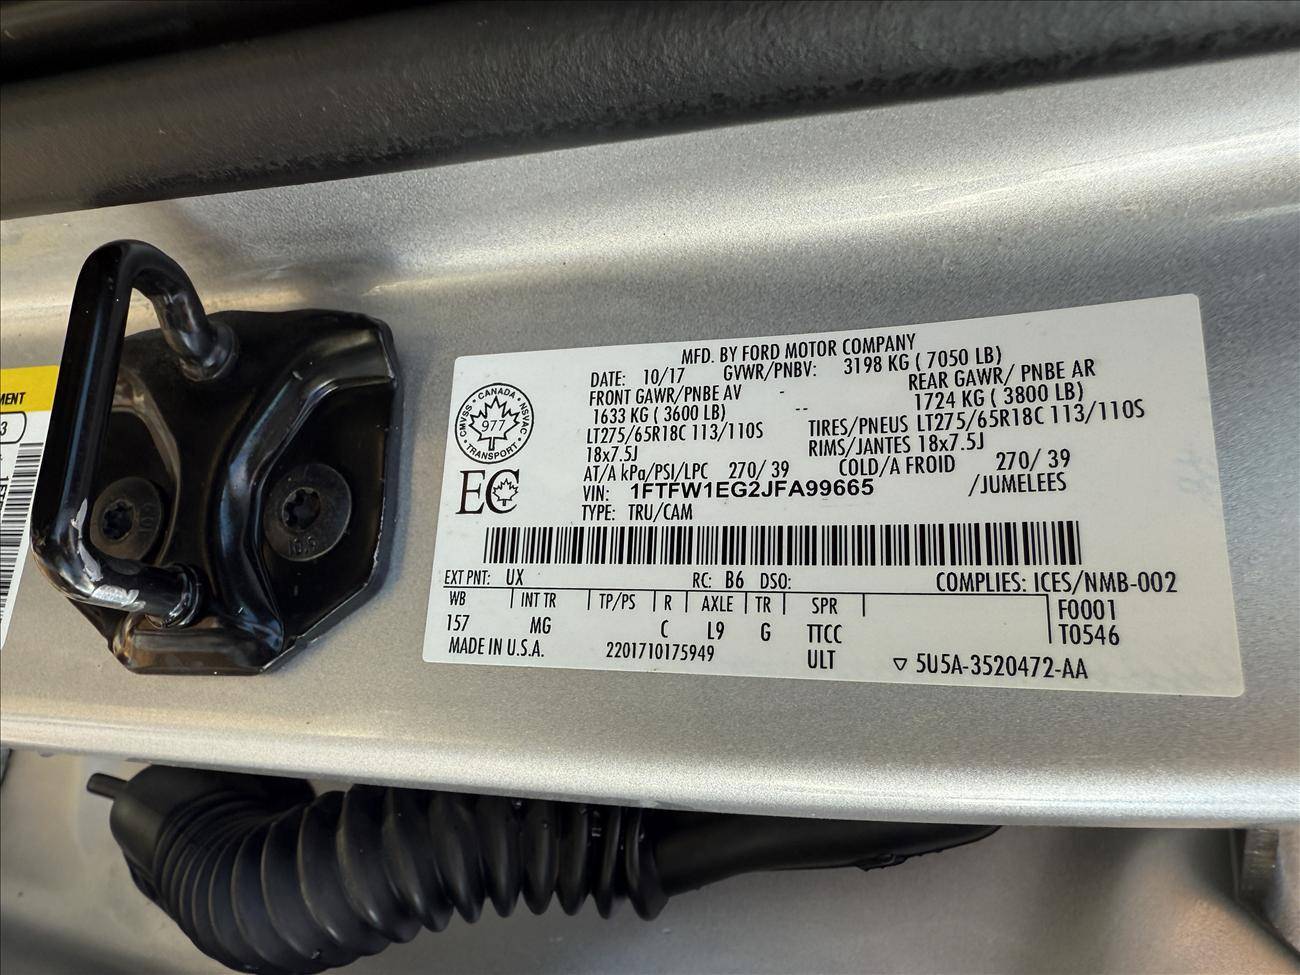 MENT
3
MFD. BY FORD MOTOR COMPANY
DATE: 10/17 GVWR/PNBV: 3198 KG ( 7050 LB)
FRONT GAWR/PNBE AV - REAR GAWR/ PNBE AR
1633 KG ( 3600 LB) -- 1724 KG ( 3800 LB)
LT275/65R18C 113/110S TIRES/PNEUS LT275/65R18C 113/110S
18x7.5J RIMS/JANTES 18x7.5J
AT/A kPa/PSI/LPC 270/ 39 COLD/A FROID 270/ 39
VIN: 1FTFW1EG2JFA99665 /JUMELEES
TYPE: TRU/CAM
CMVSS • CANADA • NSVAC • TRANSPORT •
977
EC
EXT PNT: UX RC: B6 DSO: COMPLIES: ICES/NMB-002
WB INT TR TP/PS R AXLE TR SPR F0001
157 MG C L9 G TTCC T0546
MADE IN U.S.A. 2201710175949 ULT ▽ 5U5A-3520472-AA
10.9